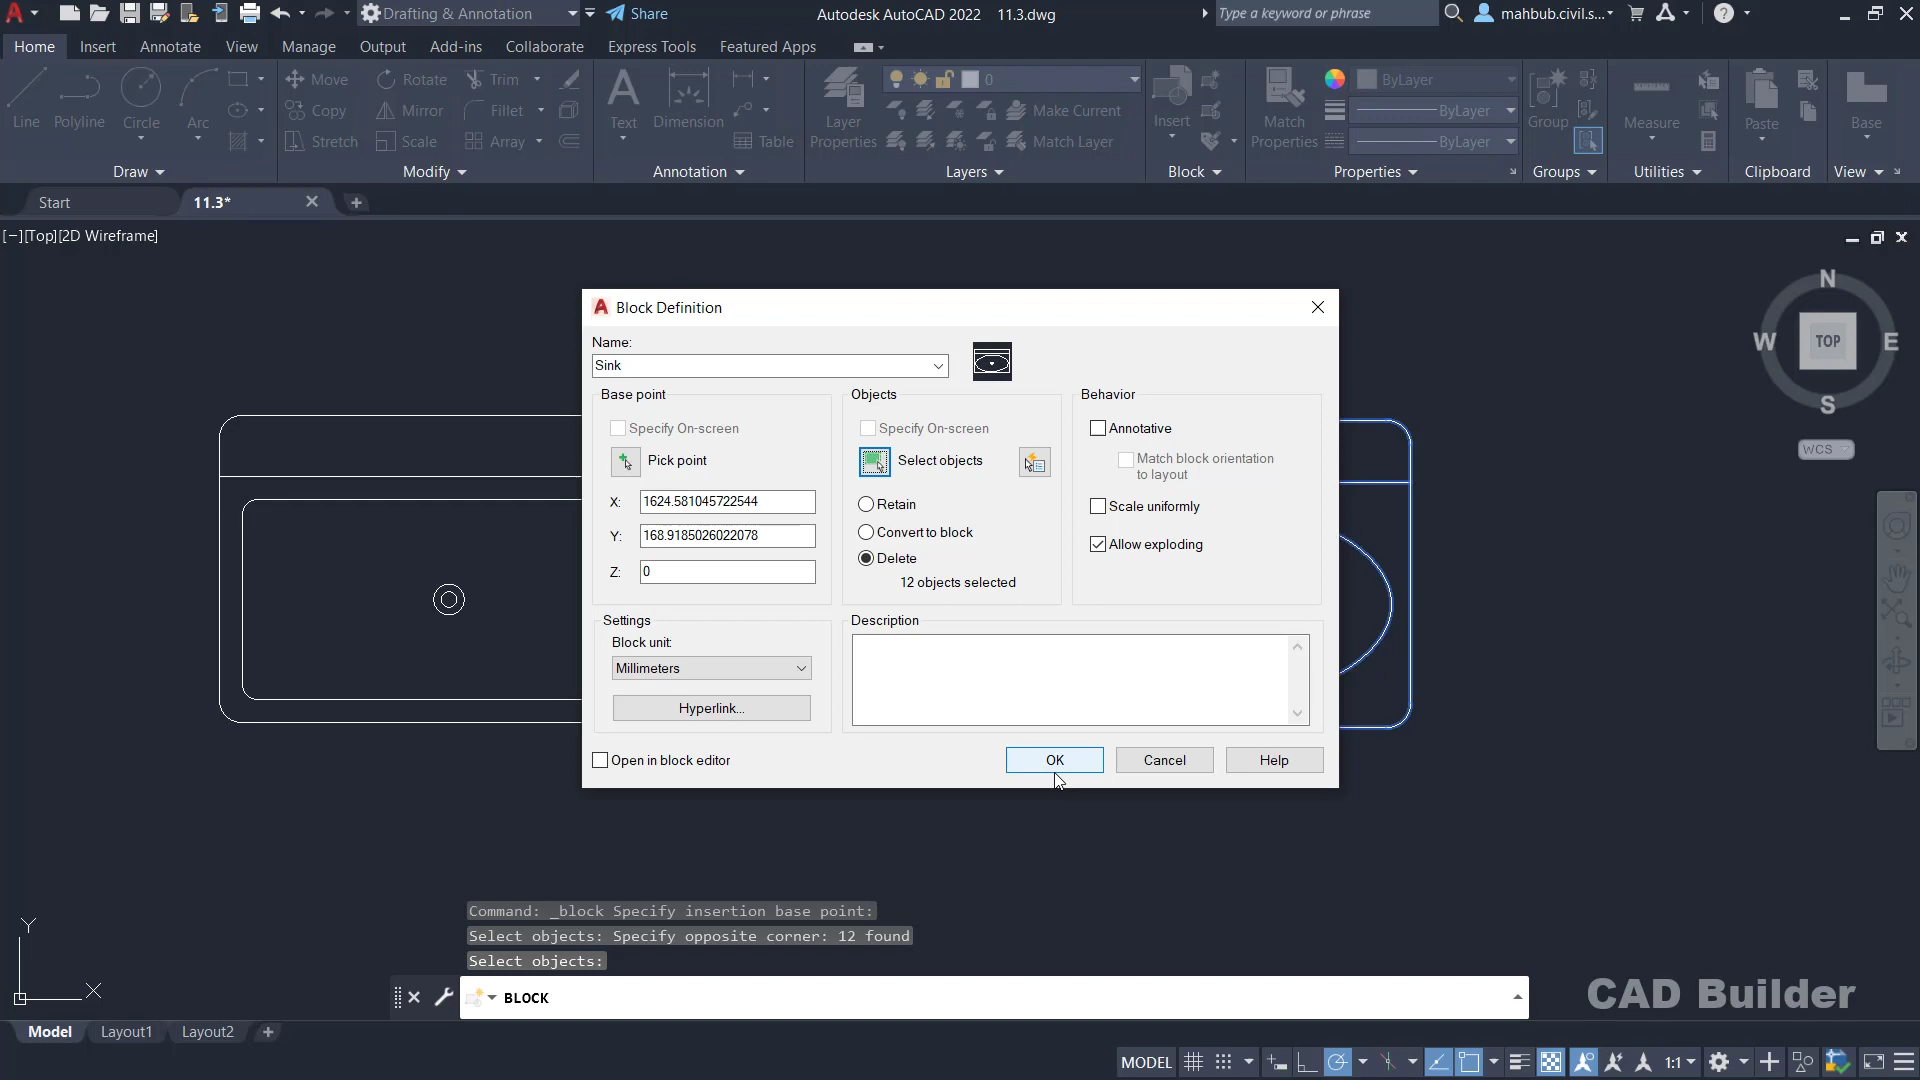 Drafting & Annotation
Share
Autodesk AutoCAD 2022 11.3.dwg
Type a keyword or phrase
mahbub.civil.s...
Home Insert Annotate View Manage Output Add-ins Collaborate Express Tools Featured Apps
Line Polyline Circle Arc
Move Rotate Trim
Copy Mirror Fillet
Stretch Scale Array
Text Dimension Table
Layer Properties
0
Make Current
Match Layer
Insert
Match Properties
ByLayer
ByLayer
ByLayer
Group
Measure
Paste
Base
Draw Modify Annotation Layers Block Properties Groups Utilities Clipboard View
Start 11.3*
[−][Top][2D Wireframe]
N
W TOP E
S
WCS
Block Definition
Name:
Sink
Base point
Specify On-screen
Pick point
X: 1624.581045722544
Y: 168.9185026022078
Z: 0
Objects
Specify On-screen
Select objects
Retain
Convert to block
Delete
12 objects selected
Behavior
Annotative
Match block orientation
to layout
Scale uniformly
Allow exploding
Settings
Block unit:
Millimeters
Hyperlink...
Description
Open in block editor
OK Cancel Help
Command: _block Specify insertion base point:
Select objects: Specify opposite corner: 12 found
Select objects:
BLOCK
Y
X
CAD Builder
Model Layout1 Layout2
MODEL 1:1